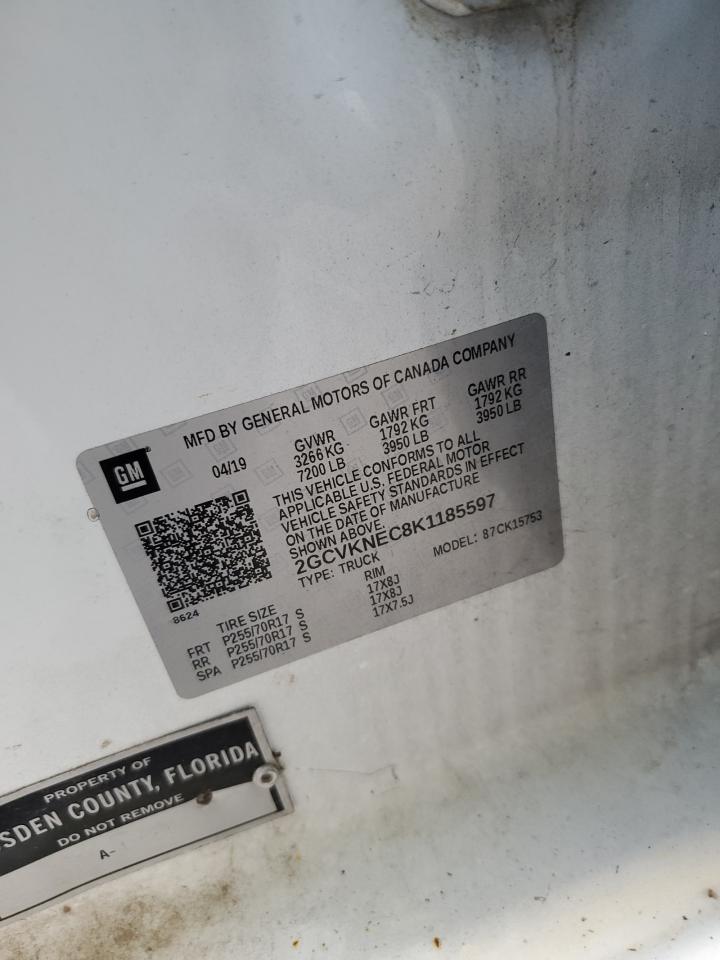 MFD BY GENERAL MOTORS OF CANADA COMPANY
GM
04/19
GVWR GAWR FRT GAWR RR
3266 KG 1792 KG 1792 KG
7200 LB 3950 LB 3950 LB
THIS VEHICLE CONFORMS TO ALL
APPLICABLE U.S. FEDERAL MOTOR
VEHICLE SAFETY STANDARDS IN EFFECT
ON THE DATE OF MANUFACTURE
SHOWN ABOVE.
2GCVKNEC8K1185597
TYPE: TRUCK MODEL: 87CK15753
8624
TIRE SIZE RIM
FRT P255/70R17 S 17X8J
RR P255/70R17 S 17X8J
SPA P255/70R17 S 17X7.5J
PROPERTY OF
SDEN COUNTY, FLORIDA
DO NOT REMOVE
A-